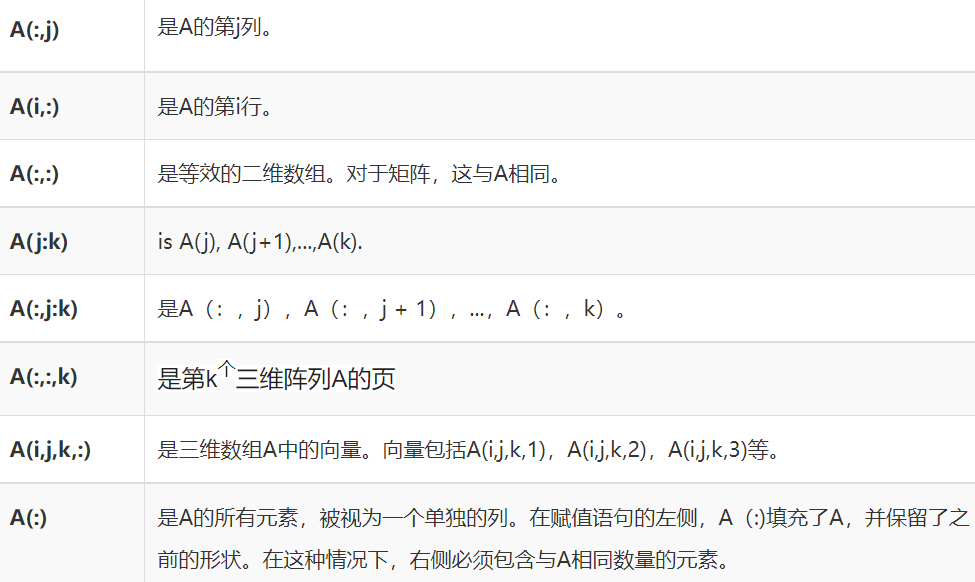 A(:,j) 是A的第j列。
A(i,:) 是A的第i行。
A(:,:) 是等效的二维数组。对于矩阵，这与A相同。
A(j:k) is A(j), A(j+1),...,A(k).
A(:,j:k) 是A（：，j），A（：，j + 1），...，A（：，k）。
A(:,:,k) 是第k个三维阵列A的页
A(i,j,k,:) 是三维数组A中的向量。向量包括A(i,j,k,1)，A(i,j,k,2)，A(i,j,k,3)等。
A(:) 是A的所有元素，被视为一个单独的列。在赋值语句的左侧，A（:)填充了A，并保留了之
前的形状。在这种情况下，右侧必须包含与A相同数量的元素。